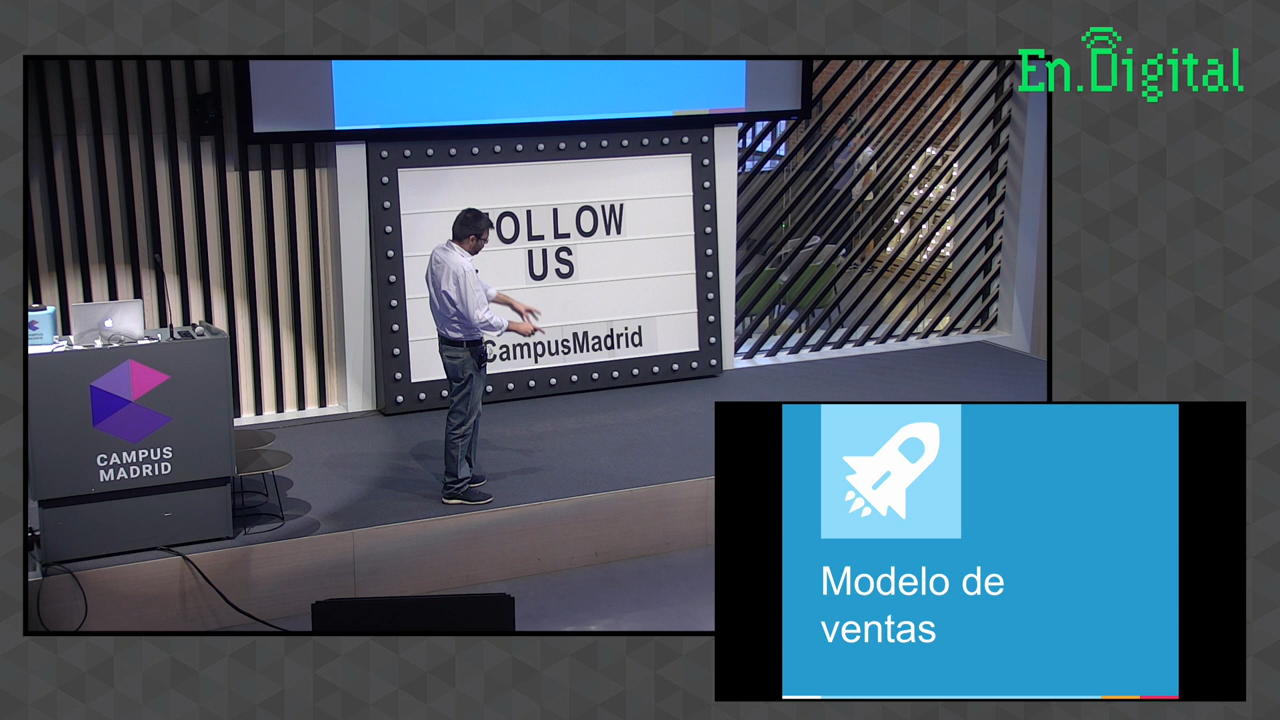 En.Digital
OLLOW
US
CampusMadrid
CAMPUS
MADRID
Modelo de
ventas